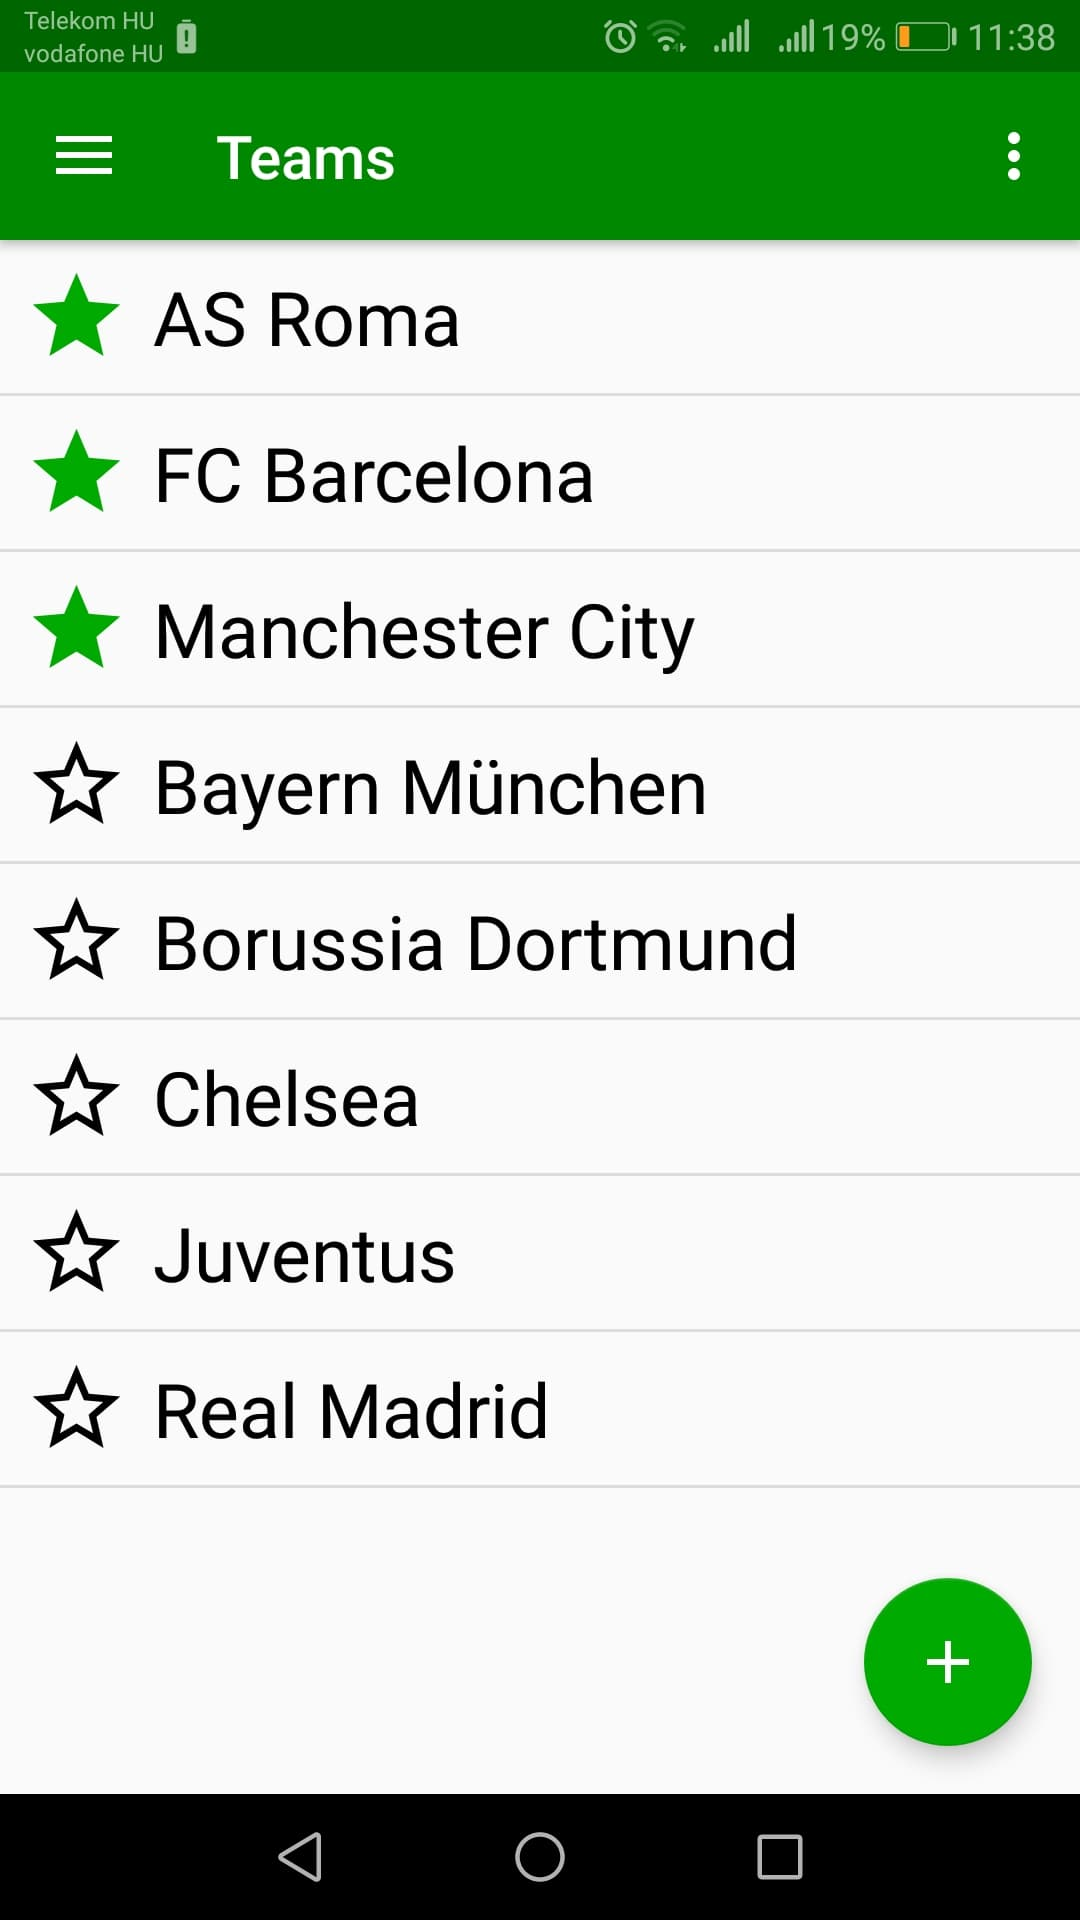 Telekom HU
vodafone HU
19%
11:38
Teams
AS Roma
FC Barcelona
Manchester City
Bayern München
Borussia Dortmund
Chelsea
Juventus
Real Madrid